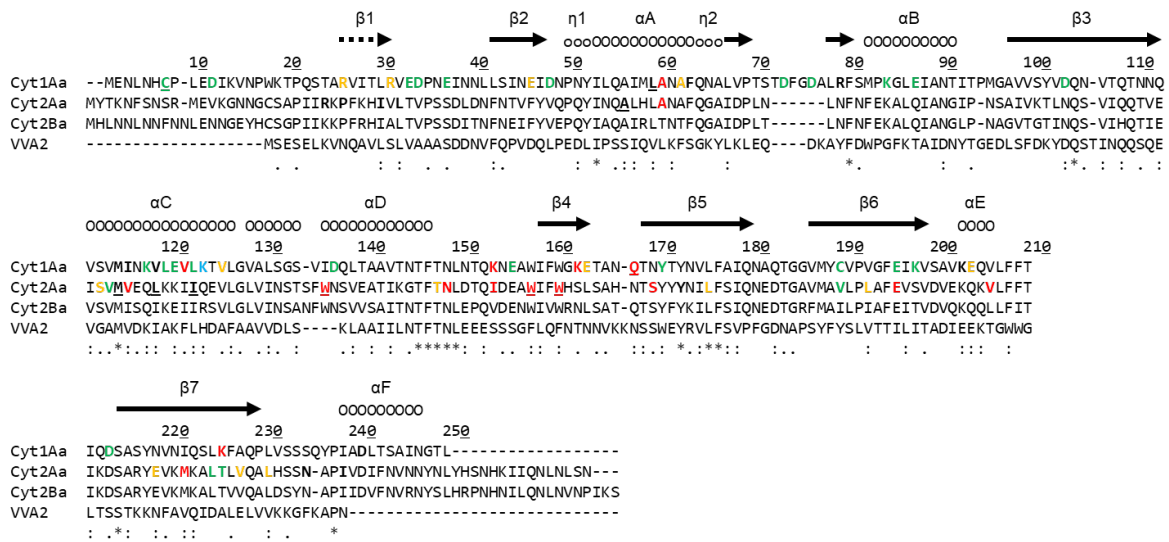 β1 β2 η1 αA η2 αB β3
10 20 30 40 50 60 70 80 90 100 110
Cyt1Aa --MENLNHCP-LEDIKVNPWKTPQSTARVITLRVEDPNEINNLLSINEIDNPNYILQAIMLANAFQNALVPTSTDFGDALRFSMPKGLEIANTITPMGAVVSYVDQN-VTQTNNQ
Cyt2Aa MYTKNFSNSR-MEVKGNNGCSAPIIRKPFKHIVLTVPSSDLDNFNTVFYVQPQYINQALHLANAFQGAIDPLN------LNFNFEKALQIANGIP-NSAIVKTLNQS-VIQQTVE
Cyt2Ba MHLNNLNNFNNLENNGEYHCSGPIIKKPFRHIALTVPSSDITNFNEIFYVEPQYIAQAIRLTNTFQGAIDPLT------LNFNFEKALQIANGLP-NAGVTGTINQS-VIHQTIE
VVA2 -------------------MSESELKVNQAVLSLVAAASDDNVFQPVDQLPEDLIPSSIQVLKFSGKYLKLEQ----DKAYFDWPGFKTAIDNYTGEDLSFDKYDQSTINQQSQE
αC αD β4 β5 β6 αE
120 130 140 150 160 170 180 190 200 210
Cyt1Aa VSVMINKVLEVLKTVLGVALSGS-VIDQLTAAVTNTFTNLNTQKNEAWIFWGKETAN-QTNYTYNVLFAIQNAQTGGVMYCVPVGFEIKVSAVKEQVLFFT
Cyt2Aa ISVMVEQLKKIIQEVLGLVINSTSFWNSVEATIKGTFTNLDTQIDEAWIFWHSLSAH-NTSYYYNILFSIQNEDTGAVMAVLPLAFEVSVDVEKQKVLFFT
Cyt2Ba VSVMISQIKEIIRSVLGLVINSANFWNSVVSAITNTFTNLEPQVDENWIVWRNLSAT-QTSYFYKILFSIQNEDTGRFMAILPIAFEITVDVQKQQLLFIT
VVA2 VGAMVDKIAKFLHDAFAAVVDLS----KLAAIILNTFTNLEEESSSGFLQFNTNNVKKNSSWEYRVLFSVPFGDNAPSYFYSLVTTILITADIEEKTGWWG
β7 αF
220 230 240 250
Cyt1Aa IQDSASYNVNIQSLKFAQPLVSSSQYPIADLTSAINGTL------------------
Cyt2Aa IKDSARYEVKMKALTLVQALHSSN-APIVDIFNVNNYNLYHSNHKIIQNLNLSN---
Cyt2Ba IKDSARYEVKMKALTVVQALDSYN-APIIDVFNVRNYSLHRPNHNILQNLNVNPIKS
VVA2 LTSSTKKNFAVQIDALELVVKKGFKAPN-----------------------------